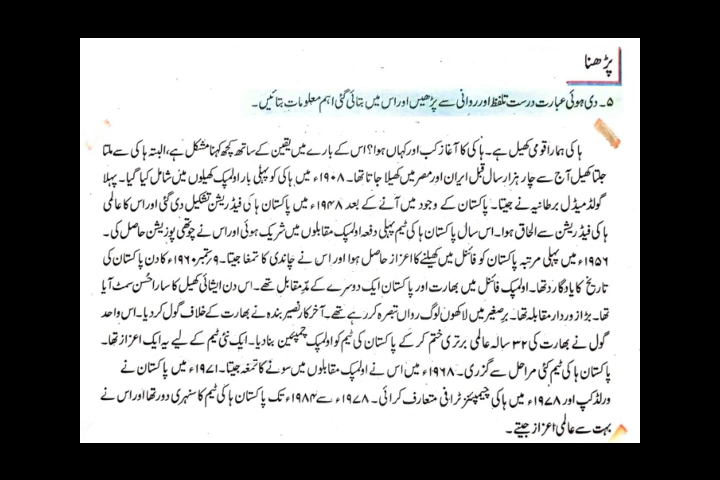 پڑھنا
۵۔ دی ہوئی عبارت درست تلفظ اور روانی سے پڑھیں اور اس میں بتائی گئی اہم معلومات بتائیں۔
ہاکی ہمارا قومی کھیل ہے۔ ہاکی کا آغاز کب اور کہاں ہوا؟ اس کے بارے میں یقین کے ساتھ کچھ کہنا مشکل ہے، البتہ ہاکی سے ملتا
جلتا کھیل آج سے چار ہزار سال قبل ایران اور مصر میں کھیلا جاتا تھا۔ ۱۹۰۸ء میں ہاکی کو پہلی بار اولمپک کھیلوں میں شامل کیا گیا۔ پہلا
گولڈ میڈل برطانیہ نے جیتا۔ پاکستان کے وجود میں آنے کے بعد ۱۹۴۸ء میں پاکستان ہاکی فیڈریشن تشکیل دی گئی اور اس کا عالمی
ہاکی فیڈریشن سے الحاق ہوا۔ اس سال پاکستان ہاکی ٹیم پہلی دفعہ اولمپک مقابلوں میں شریک ہوئی اور اس نے چوتھی پوزیشن حاصل کی۔
۱۹۵۶ء میں پہلی مرتبہ پاکستان کو فائنل میں کھیلنے کا اعزاز حاصل ہوا اور اس نے چاندی کا تمغا جیتا۔ ۹ ستمبر ۱۹۶۰ء کا دن پاکستان کی
تاریخ کا یادگار دن تھا۔ اولمپک فائنل میں بھارت اور پاکستان ایک دوسرے کے مدِّ مقابل تھے۔ اس دن ایشائی کھیل کا سارا حُسن سمٹ آیا
تھا۔ بڑا زور دار مقابلہ تھا۔ برِصغیر میں لاکھوں لوگ رواں تبصرہ کر رہے تھے۔ آخر کار نصیر بندہ نے بھارت کے خلاف گول کر دیا۔ اس واحد
گول نے بھارت کی ۳۲ سالہ عالمی برتری ختم کر کے پاکستان کی ٹیم کو اولمپک چمپئین بنا دیا۔ ایک نئی ٹیم کے لیے یہ ایک اعزاز تھا۔
پاکستان ہاکی ٹیم کئی مراحل سے گزری۔ ۱۹۶۸ء میں اس نے اولمپک مقابلوں میں سونے کا تمغہ جیتا۔ ۱۹۷۱ء میں پاکستان نے
ورلڈ کپ اور ۱۹۷۸ء میں ہاکی چیمپئنز ٹرافی متعارف کرائی۔ ۱۹۷۸ء سے ۱۹۸۴ء تک پاکستان ہاکی ٹیم کا سنہری دور تھا اور اس نے
بہت سے عالمی اعزاز جیتے۔